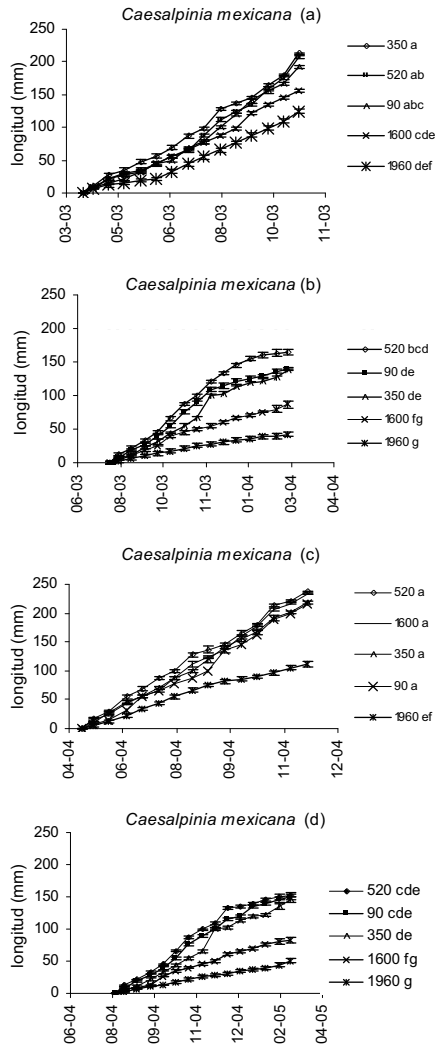 Caesalpinia mexicana (a)
longitud (mm)
250
200
150
100
50
0
03-03
05-03
06-03
08-03
10-03
11-03
350 a
520 ab
90 abc
1600 cde
1960 def
Caesalpinia mexicana (b)
longitud (mm)
250
200
150
100
50
0
06-03
08-03
10-03
11-03
01-04
03-04
04-04
520 bcd
90 de
350 de
1600 fg
1960 g
Caesalpinia mexicana (c)
longitud (mm)
250
200
150
100
50
0
04-04
06-04
08-04
09-04
11-04
12-04
520 a
1600 a
350 a
90 a
1960 ef
Caesalpinia mexicana (d)
longitud (mm)
250
200
150
100
50
0
06-04
08-04
09-04
11-04
12-04
02-05
04-05
520 cde
90 cde
350 de
1600 fg
1960 g